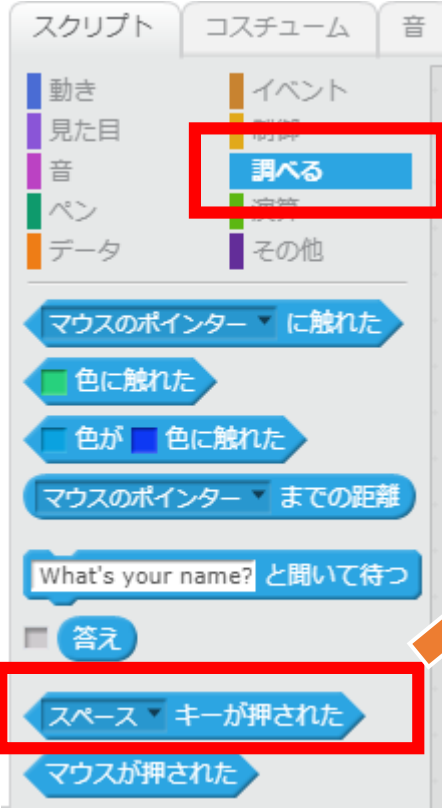 スクリプト コスチューム 音
動き イベント
見た目 制御
音 調べる
ペン 演算
データ その他
マウスのポインター に触れた
色に触れた
色が 色に触れた
マウスのポインター までの距離
What's your name? と聞いて待つ
答え
スペース キーが押された
マウスが押された